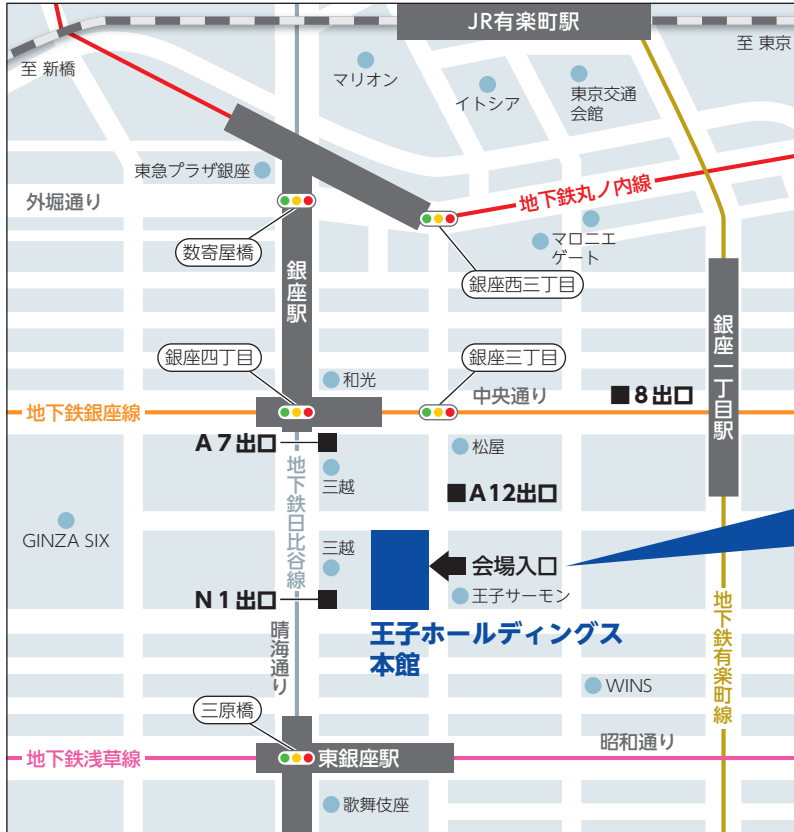 JR有楽町駅
至 新橋
至 東京
マリオン
イトシア
東京交通
会館
東急プラザ銀座
外堀通り
地下鉄丸ノ内線
数寄屋橋
マロニエ
ゲート
銀座西三丁目
銀座駅
銀座一丁目駅
銀座四丁目
銀座三丁目
和光
中央通り
■8出口
地下鉄銀座線
A7出口
松屋
地下鉄日比谷線
三越
■A12出口
GINZA SIX
三越
会場入口
N1出口
王子サーモン
王子ホールディングス
本館
地下鉄有楽町線
晴海通り
WINS
三原橋
昭和通り
地下鉄浅草線
東銀座駅
歌舞伎座